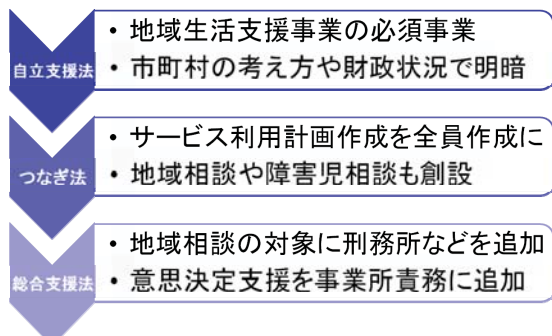 自立支援法
• 地域生活支援事業の必須事業
• 市町村の考え方や財政状況で明暗
つなぎ法
• サービス利用計画作成を全員作成に
• 地域相談や障害児相談も創設
総合支援法
• 地域相談の対象に刑務所などを追加
• 意思決定支援を事業所責務に追加